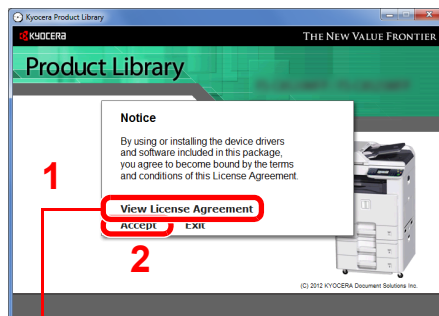 Kyocera Product Library
KYOCERA
THE NEW VALUE FRONTIER
Product Library
Notice
By using or installing the device drivers
and software included in this package,
you agree to become bound by the terms
and conditions of this License Agreement.
1
View License Agreement
Accept Exit
2
(C) 2012 KYOCERA Document Solutions Inc.